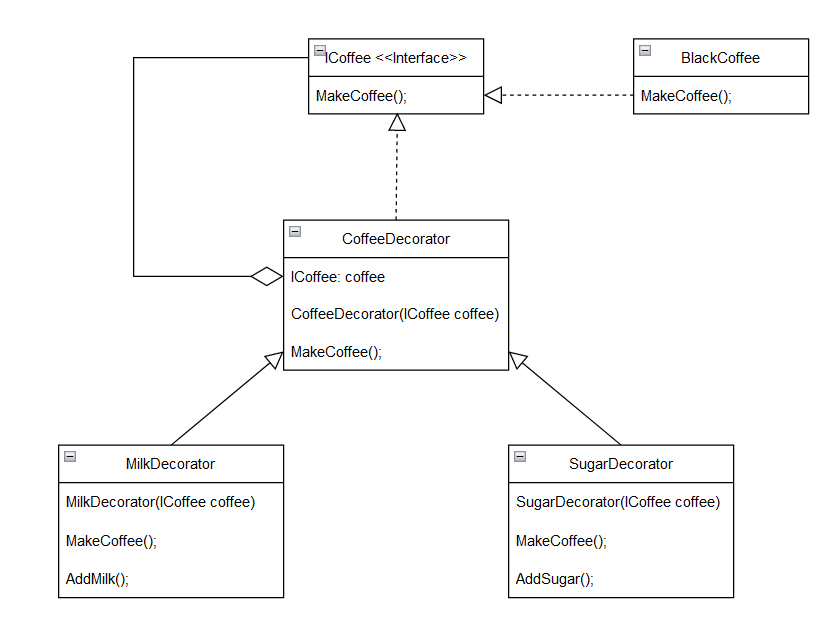 ICoffee <<Interface>>
MakeCoffee();
BlackCoffee
MakeCoffee();
CoffeeDecorator
ICoffee: coffee
CoffeeDecorator(ICoffee coffee)
MakeCoffee();
MilkDecorator
MilkDecorator(ICoffee coffee)
MakeCoffee();
AddMilk();
SugarDecorator
SugarDecorator(ICoffee coffee)
MakeCoffee();
AddSugar();